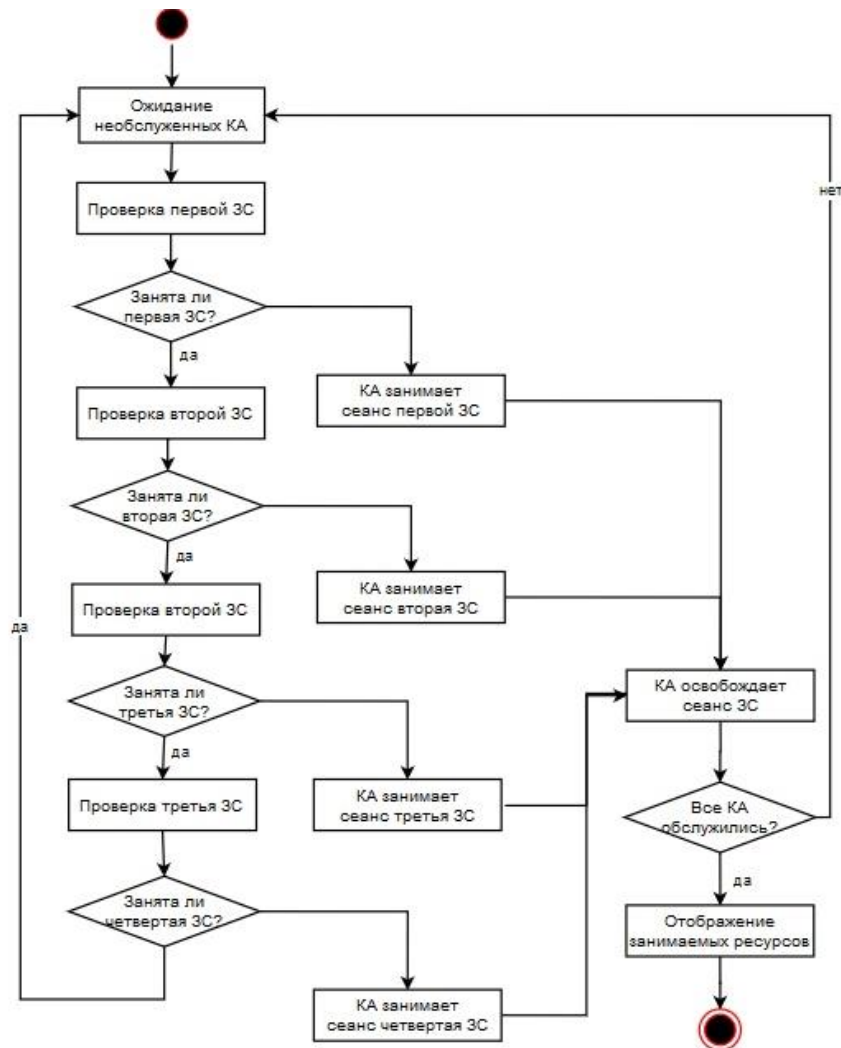 Ожидание
необслуженных КА
нет
Проверка первой ЗС
Занята ли
первая ЗС?
да
КА занимает
сеанс первой ЗС
Проверка второй ЗС
Занята ли
вторая ЗС?
да
КА занимает
сеанс вторая ЗС
Проверка второй ЗС
да
Занята ли
третья ЗС?
КА освобождает
сеанс ЗС
да
Проверка третья ЗС
КА занимает
сеанс третья ЗС
Все КА
обслужились?
да
Занята ли
четвертая ЗС?
Отображение
занимаемых ресурсов
КА занимает
сеанс четвертая ЗС